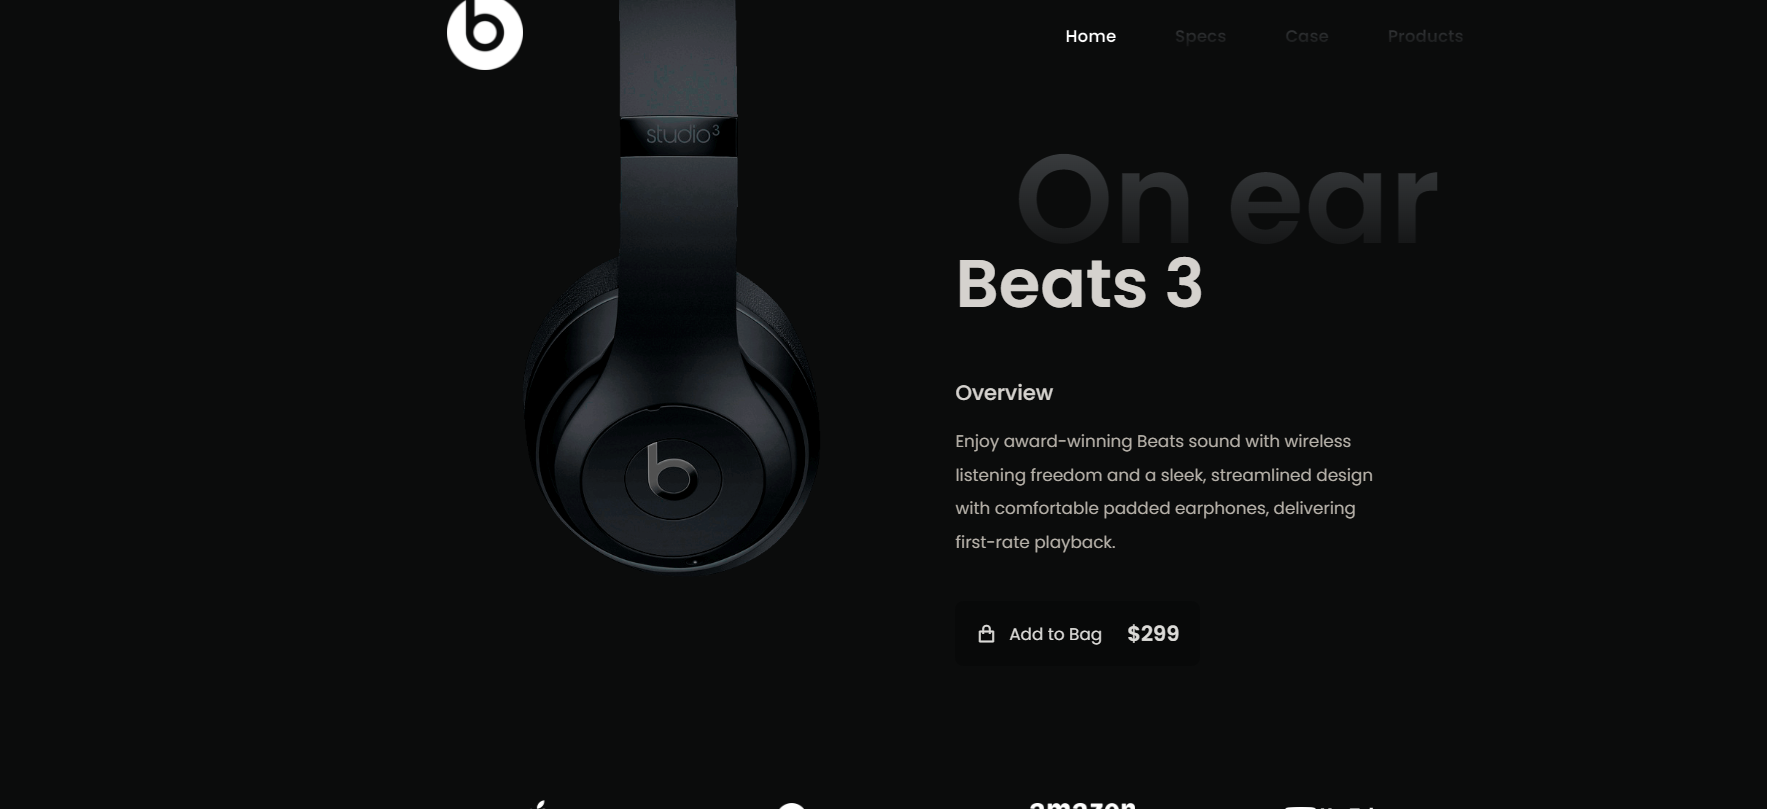 Home Specs Case Products
studio3
On ear
Beats 3
Overview
Enjoy award-winning Beats sound with wireless
listening freedom and a sleek, streamlined design
with comfortable padded earphones, delivering
first-rate playback.
Add to Bag $299
amazon